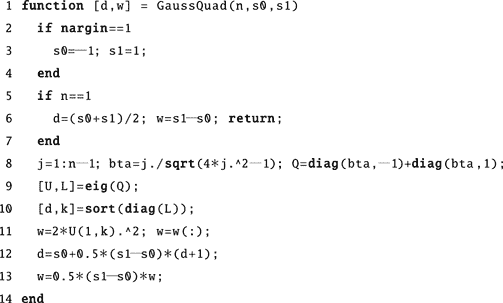 1 function [d,w] = GaussQuad(n,s0,s1)
2 if nargin==1
3 s0=—1; s1=1;
4 end
5 if n==1
6 d=(s0+s1)/2; w=s1—s0; return;
7 end
8 j=1:n—1; bta=j./sqrt(4*j.^2—1); Q=diag(bta,—1)+diag(bta,1);
9 [U,L]=eig(Q);
10 [d,k]=sort(diag(L));
11 w=2*U(1,k).^2; w=w(:);
12 d=s0+0.5*(s1—s0)*(d+1);
13 w=0.5*(s1—s0)*w;
14 end